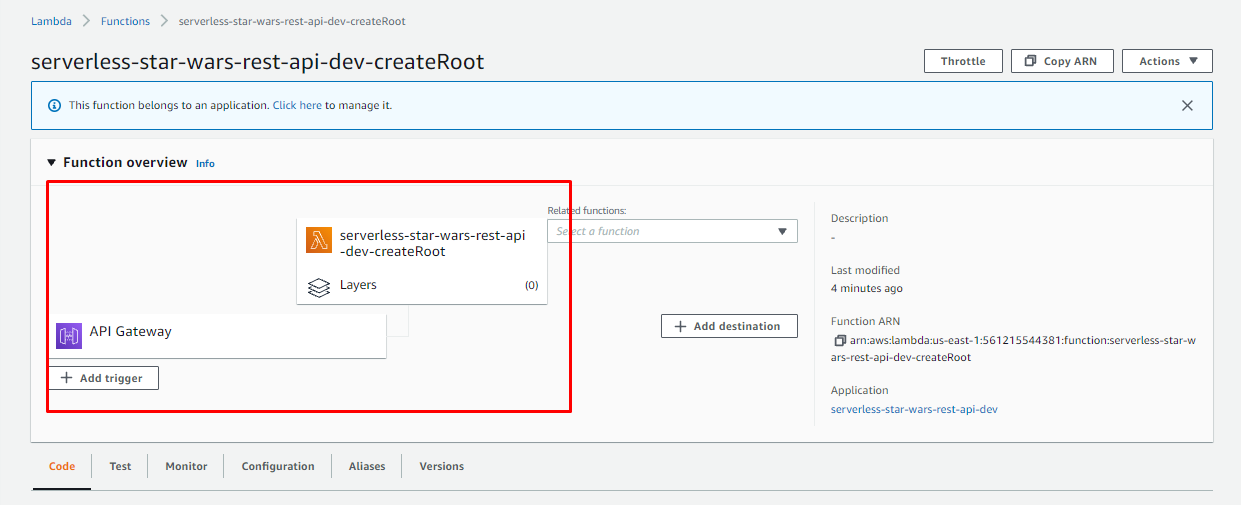 Lambda > Functions > serverless-star-wars-rest-api-dev-createRoot
serverless-star-wars-rest-api-dev-createRoot
Throttle
Copy ARN
Actions
This function belongs to an application. Click here to manage it.
Function overview Info
serverless-star-wars-rest-api
-dev-createRoot
Layers (0)
API Gateway
Add trigger
Related functions:
Select a function
Add destination
Description
-
Last modified
4 minutes ago
Function ARN
arn:aws:lambda:us-east-1:561215544381:function:serverless-star-w
ars-rest-api-dev-createRoot
Application
serverless-star-wars-rest-api-dev
Code Test Monitor Configuration Aliases Versions